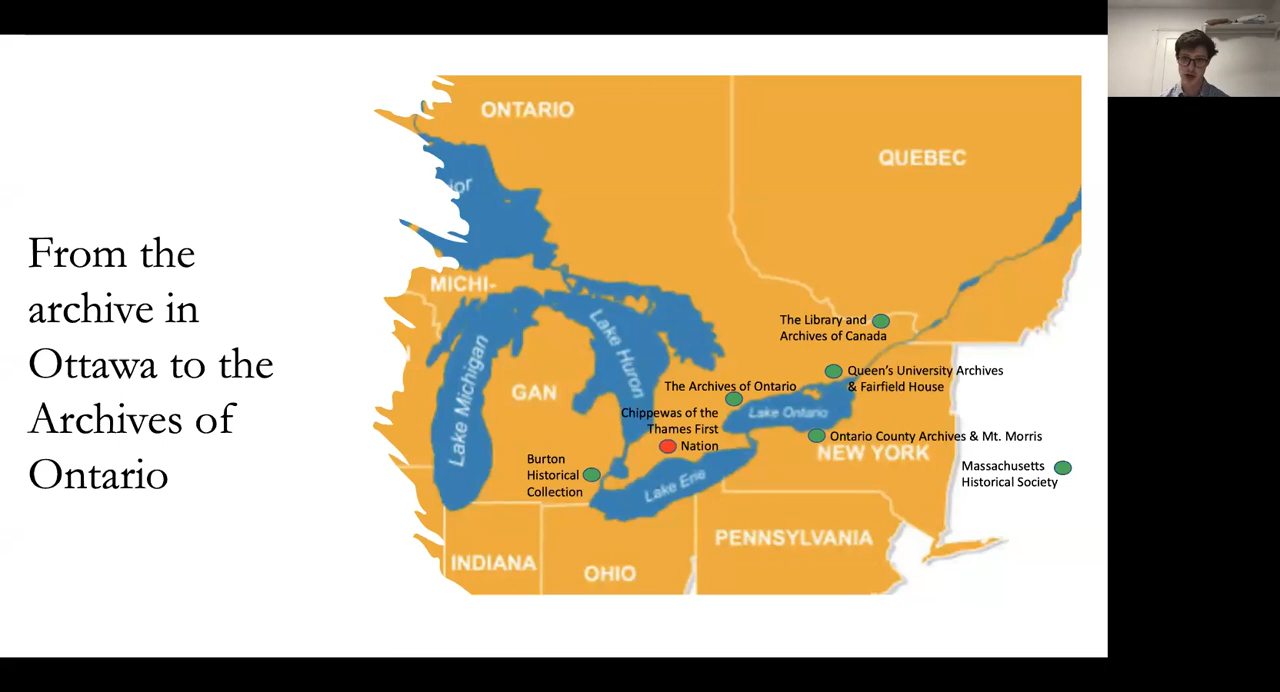 From the
archive in
Ottawa to the
Archives of
Ontario
ONTARIO
QUEBEC
ior
MICHI-
GAN
Lake Michigan
Lake Huron
The Library and
Archives of Canada
Queen's University Archives
& Fairfield House
The Archives of Ontario
Lake Ontario
Chippewas of the
Thames First
Nation
Ontario County Archives & Mt. Morris
NEW YORK
Massachusetts
Historical Society
Burton
Historical
Collection
Lake Erie
PENNSYLVANIA
INDIANA
OHIO